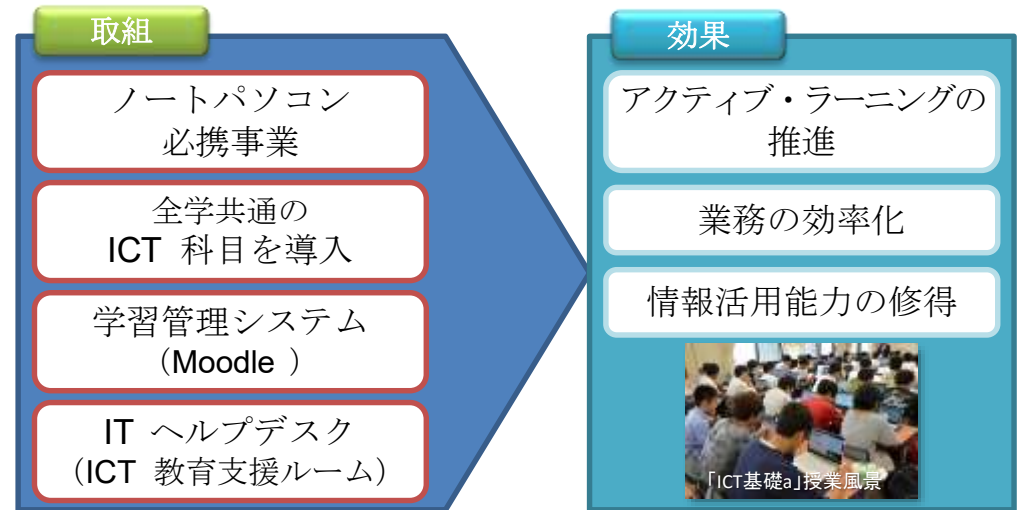 取組
ノートパソコン
必携事業
全学共通の
ICT 科目を導入
学習管理システム
（Moodle ）
IT ヘルプデスク
（ICT 教育支援ルーム）
効果
アクティブ・ラーニングの
推進
業務の効率化
情報活用能力の修得
「ICT基礎a」授業風景